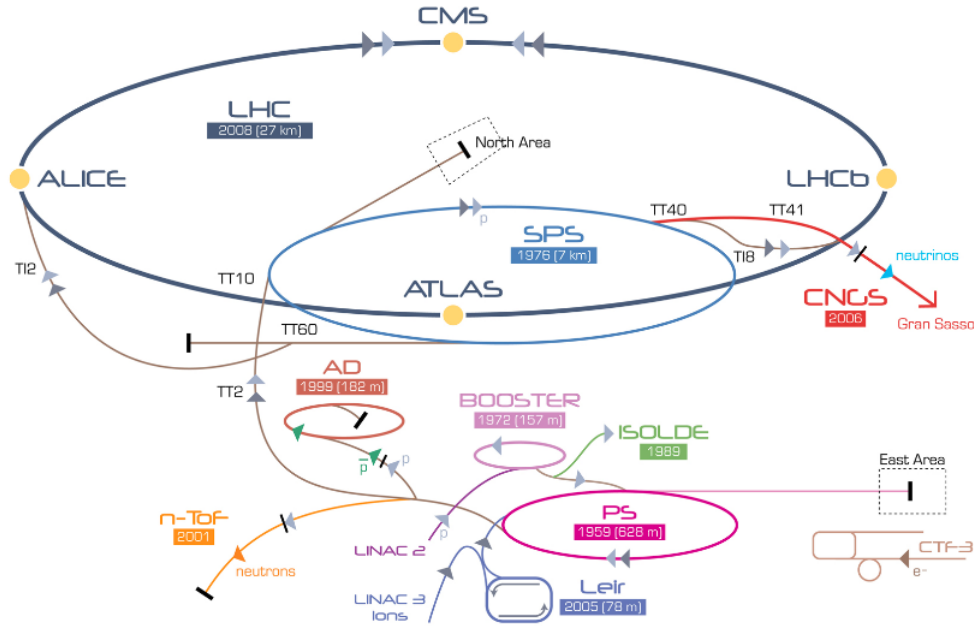 CMS
LHC
2008 (27 km)
North Area
ALICE
LHCb
TT40
TT41
SPS
1976 (7 km)
p
TI8
neutrinos
TI2
TT10
ATLAS
CNGS
2006
Gran Sasso
TT60
AD
1999 (182 m)
TT2
BOOSTER
1972 (157 m)
ISOLDE
1989
p
p
East Area
n-ToF
2001
neutrons
LINAC 2
p
PS
1959 (628 m)
CTF-3
e-
LINAC 3
Ions
Leir
2005 (78 m)